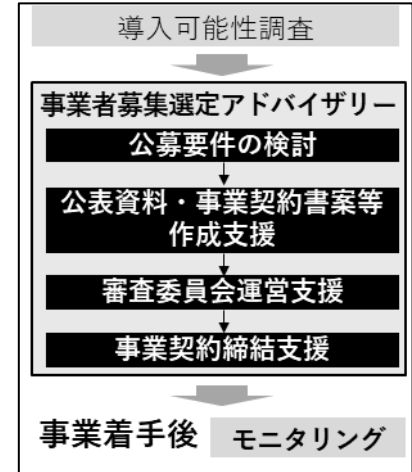 導入可能性調査
事業者募集選定アドバイザリー
公募要件の検討
公表資料・事業契約書案等
作成支援
審査委員会運営支援
事業契約締結支援
事業着手後 モニタリング